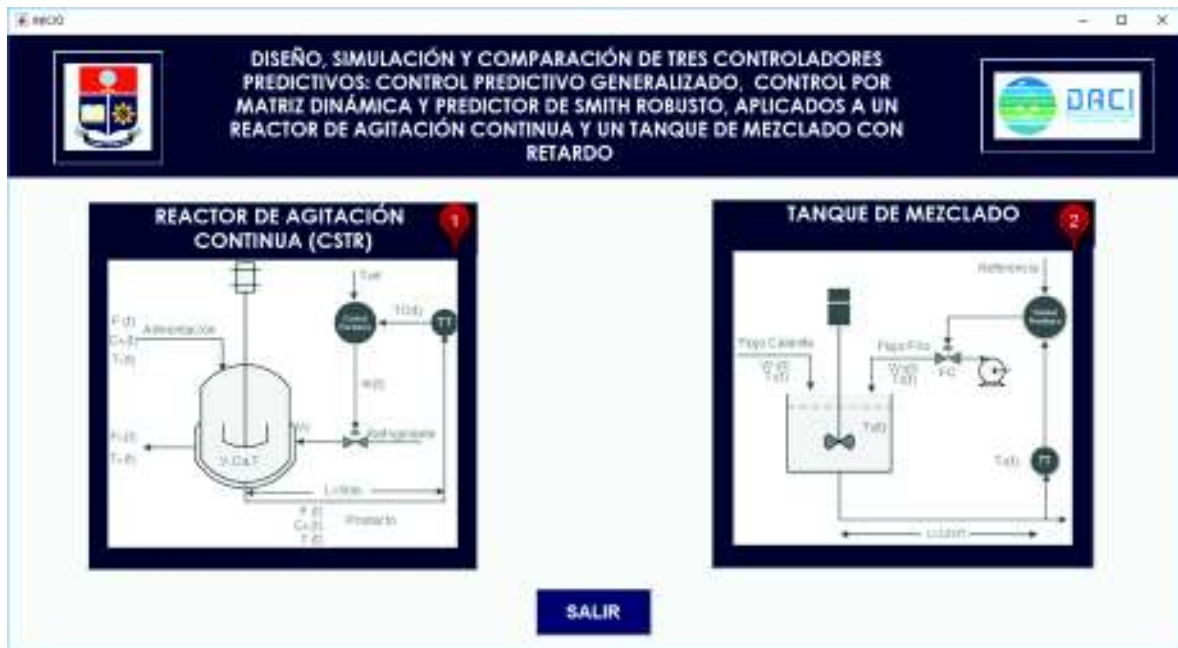 INICIO
DISEÑO, SIMULACIÓN Y COMPARACIÓN DE TRES CONTROLADORES
PREDICTIVOS: CONTROL PREDICTIVO GENERALIZADO, CONTROL POR
MATRIZ DINÁMICA Y PREDICTOR DE SMITH ROBUSTO, APLICADOS A UN
REACTOR DE AGITACIÓN CONTINUA Y UN TANQUE DE MEZCLADO CON
RETARDO
DACI
REACTOR DE AGITACIÓN
CONTINUA (CSTR)
1
Tref
TO(t)
TT
Alimentación
Refrigerante
Producto
TANQUE DE MEZCLADO
2
Referencia
Flujo Caliente
Flujo Frío
FC
TT
SALIR